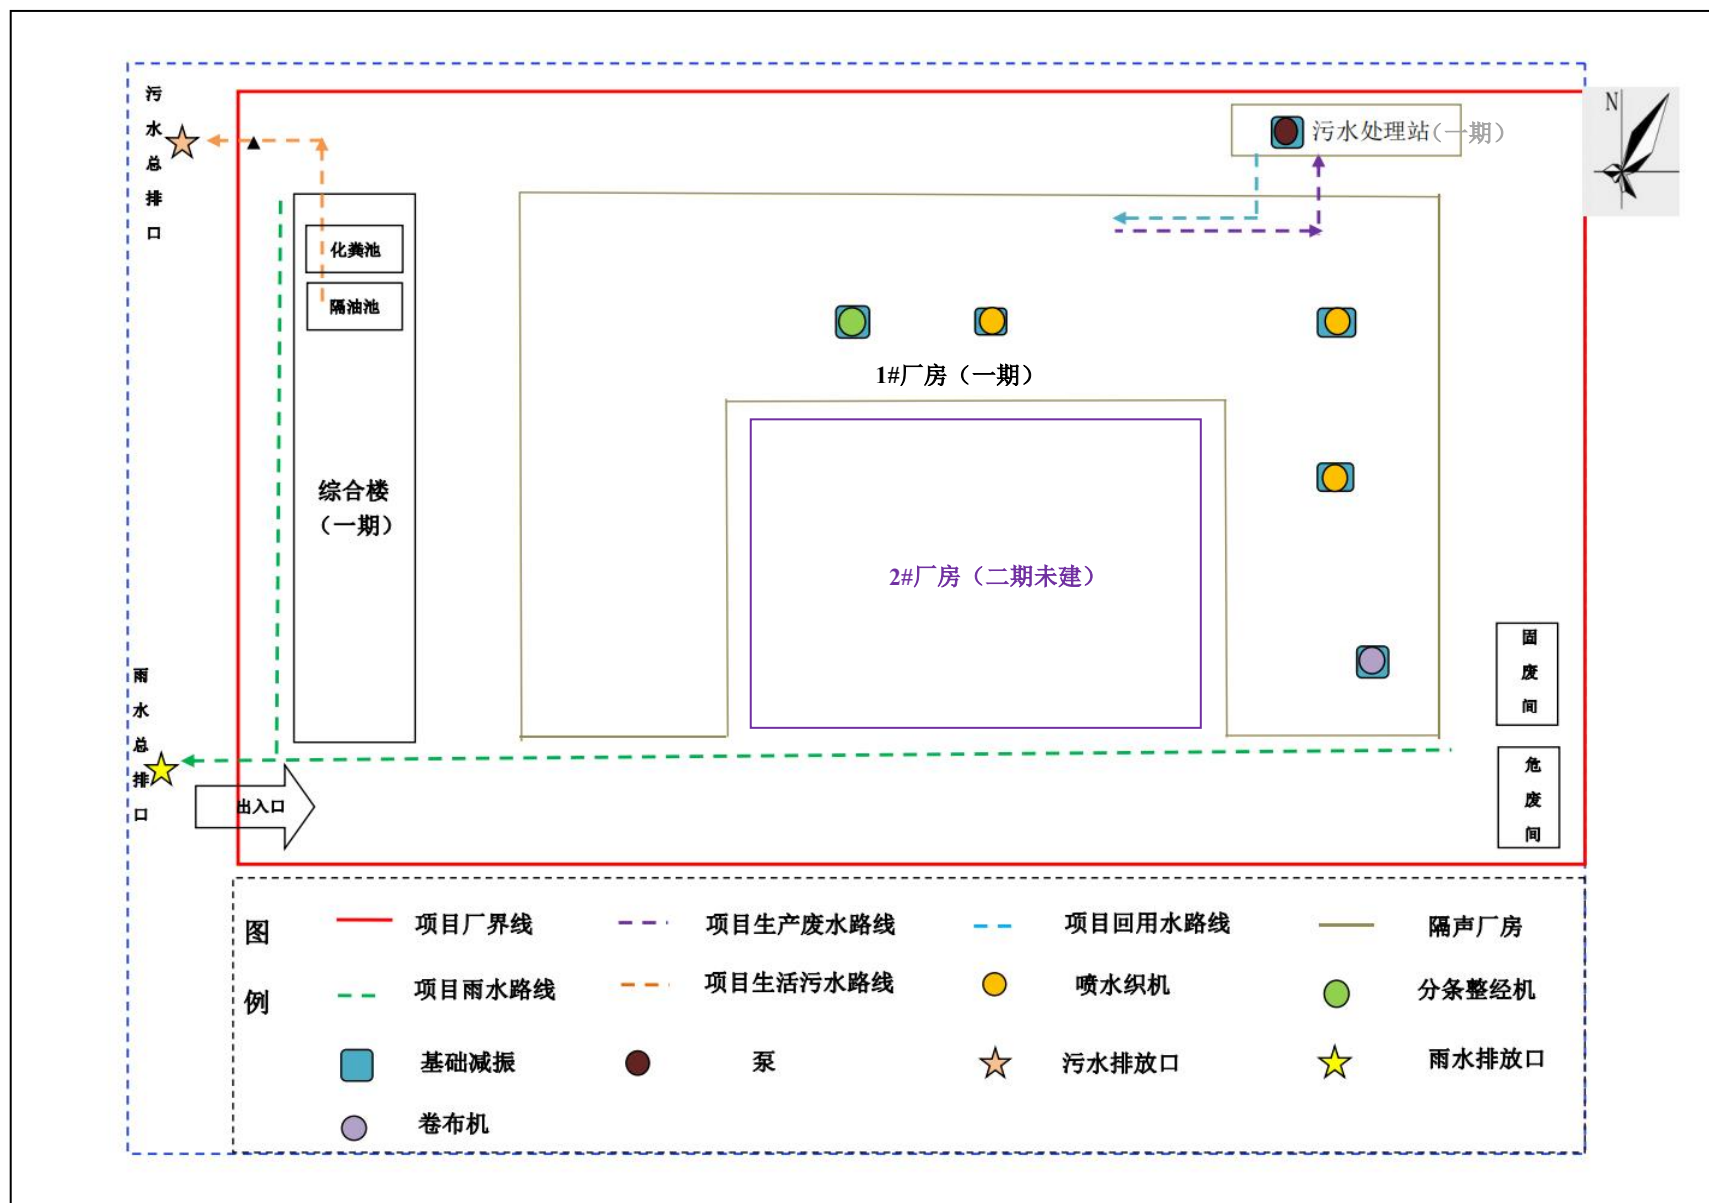 污水总排口
N
污水处理站(一期)
化粪池
隔油池
1#厂房（一期）
综合楼
（一期）
2#厂房（二期未建）
固废间
雨水总排口
危废间
出入口
图例
项目厂界线
项目生产废水路线
项目回用水路线
隔声厂房
项目雨水路线
项目生活污水路线
喷水织机
分条整经机
基础减振
泵
污水排放口
雨水排放口
卷布机